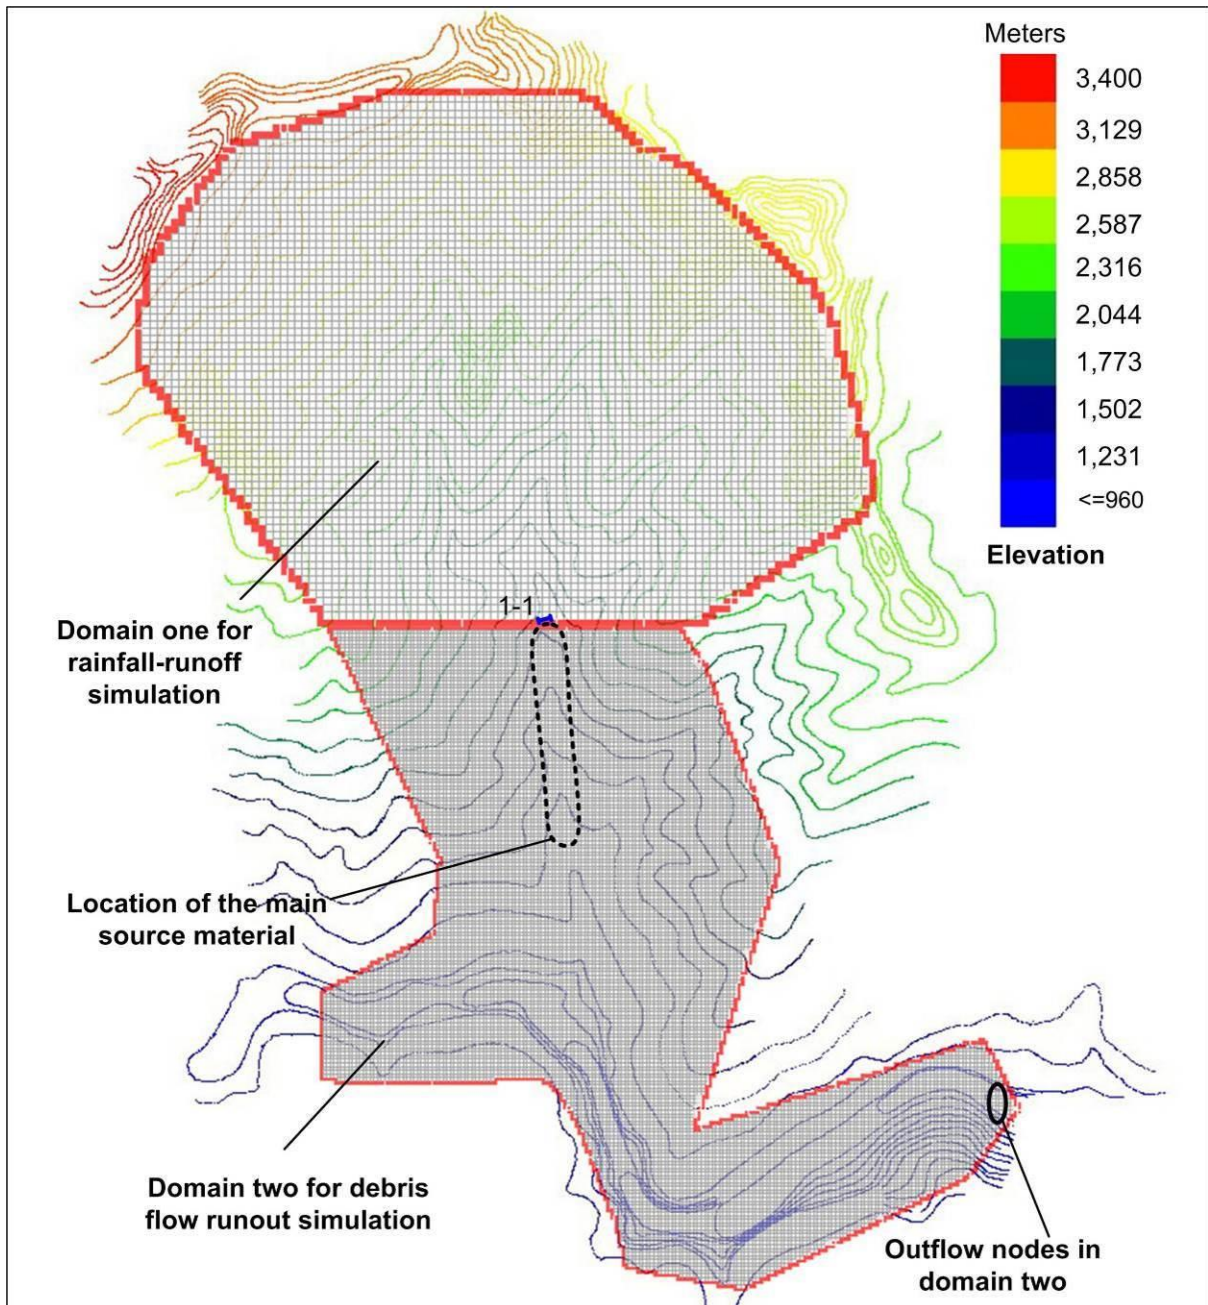 Meters
3,400
3,129
2,858
2,587
2,316
2,044
1,773
1,502
1,231
<=960
Elevation
1-1
Domain one for
rainfall-runoff
simulation
Location of the main
source material
Domain two for debris
flow runout simulation
Outflow nodes in
domain two